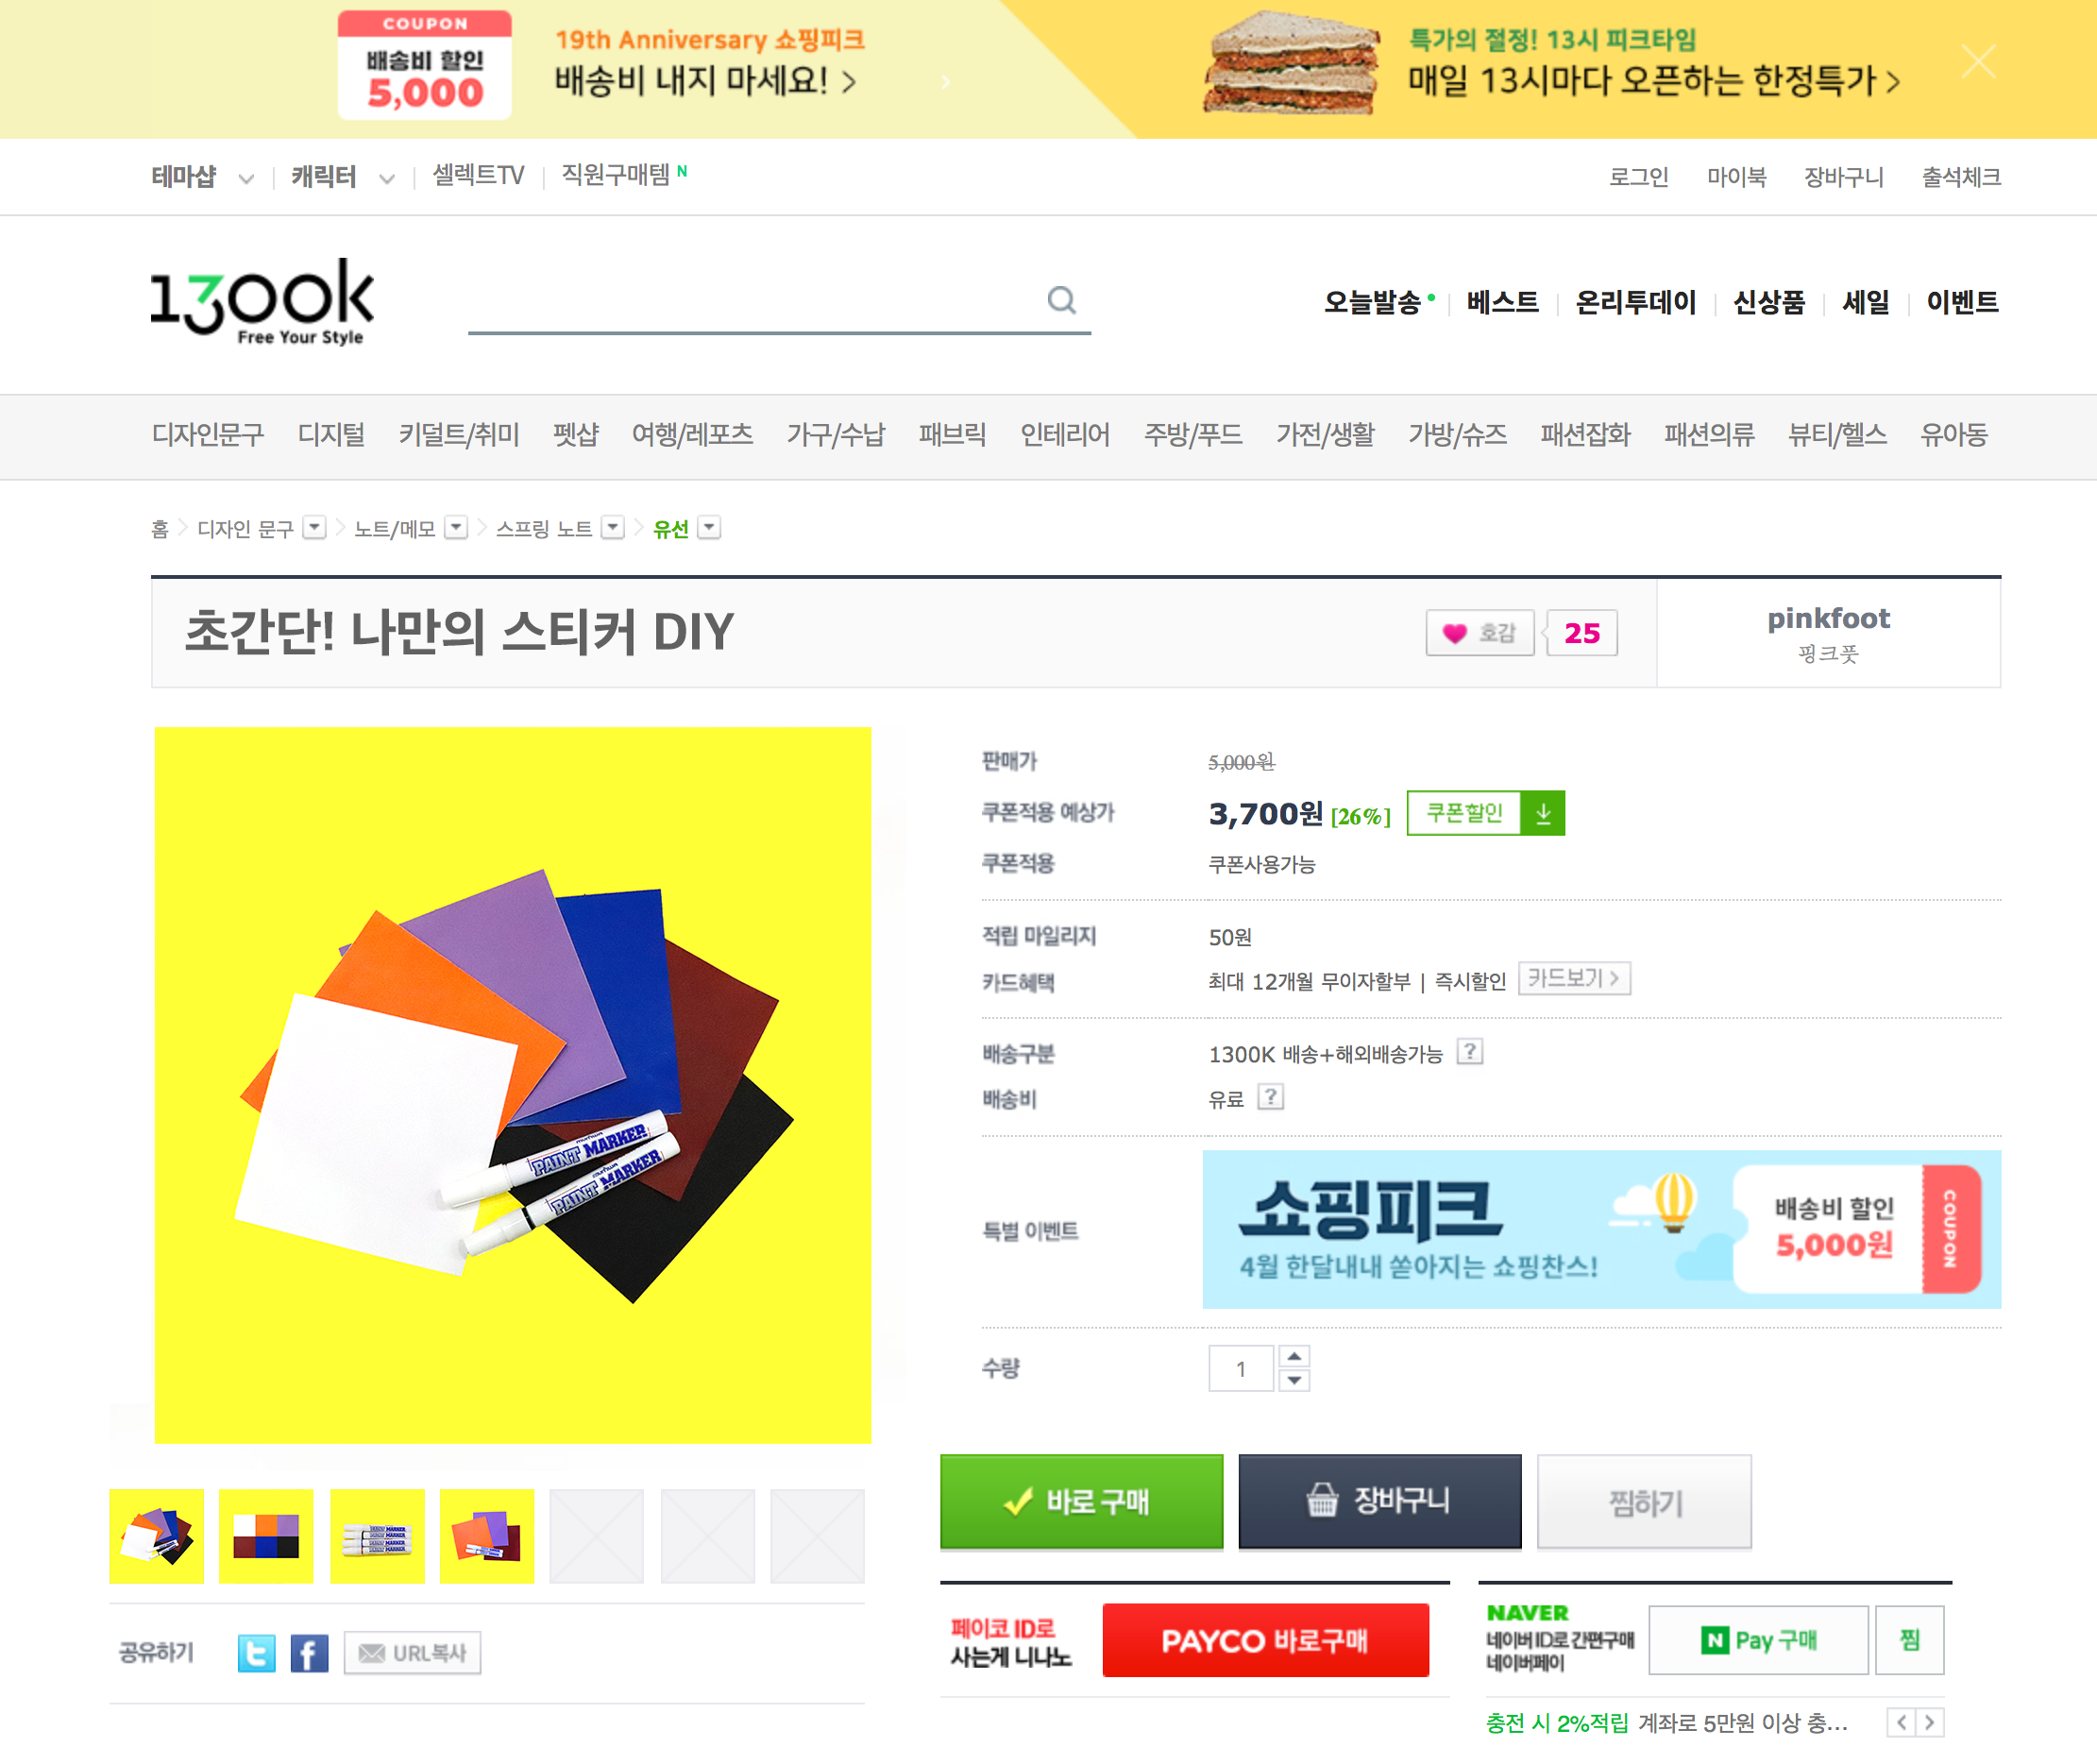 COUPON
배송비 할인
5,000
19th Anniversary 쇼핑피크
배송비 내지 마세요! >
특가의 절정! 13시 피크타임
매일 13시마다 오픈하는 한정특가 >
테마샵 캐릭터 셀렉트TV 직원구매템 N
로그인 마이북 장바구니 출석체크
1300k
Free Your Style
오늘발송 베스트 온리투데이 신상품 세일 이벤트
디자인문구 디지털 키덜트/취미 펫샵 여행/레포츠 가구/수납 패브릭 인테리어 주방/푸드 가전/생활 가방/슈즈 패션잡화 패션의류 뷰티/헬스 유아동
홈 디자인 문구 노트/메모 스프링 노트 유선
초간단! 나만의 스티커 DIY
호감 25
pinkfoot
핑크풋
판매가 5,000원
쿠폰적용 예상가 3,700원 [26%] 쿠폰할인
쿠폰적용 쿠폰사용가능
적립 마일리지 50원
카드혜택 최대 12개월 무이자할부 | 즉시할인 카드보기 >
배송구분 1300K 배송+해외배송가능 ?
배송비 유료 ?
특별 이벤트
쇼핑피크
4월 한달내내 쏟아지는 쇼핑찬스!
배송비 할인
5,000원
COUPON
수량 1
munhwa
PAINT MARKER
munhwa
PAINT MARKER
바로 구매 장바구니 찜하기
공유하기 URL복사
페이코 ID로
사는게 니나노
PAYCO 바로구매
NAVER
네이버 ID로 간편구매
네이버페이
N Pay 구매 찜
충전 시 2%적립 계좌로 5만원 이상 충...